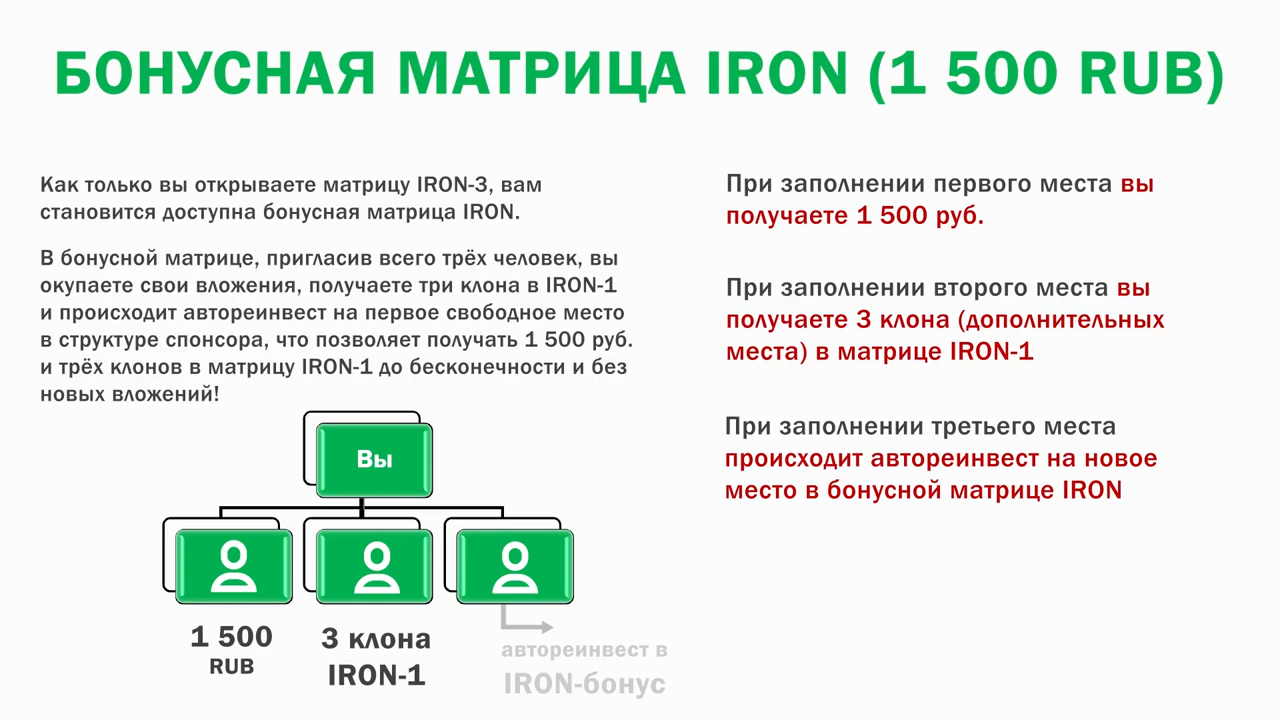 БОНУСНАЯ МАТРИЦА IRON (1 500 RUB)
Как только вы открываете матрицу IRON-3, вам
становится доступна бонусная матрица IRON.
В бонусной матрице, пригласив всего трёх человек, вы
окупаете свои вложения, получаете три клона в IRON-1
и происходит автореинвест на первое свободное место
в структуре спонсора, что позволяет получать 1 500 руб.
и трёх клонов в матрицу IRON-1 до бесконечности и без
новых вложений!
При заполнении первого места вы
получаете 1 500 руб.
При заполнении второго места вы
получаете 3 клона (дополнительных
места) в матрице IRON-1
При заполнении третьего места
происходит автореинвест на новое
место в бонусной матрице IRON
Вы
1 500
RUB
3 клона
IRON-1
автореинвест в
IRON-бонус